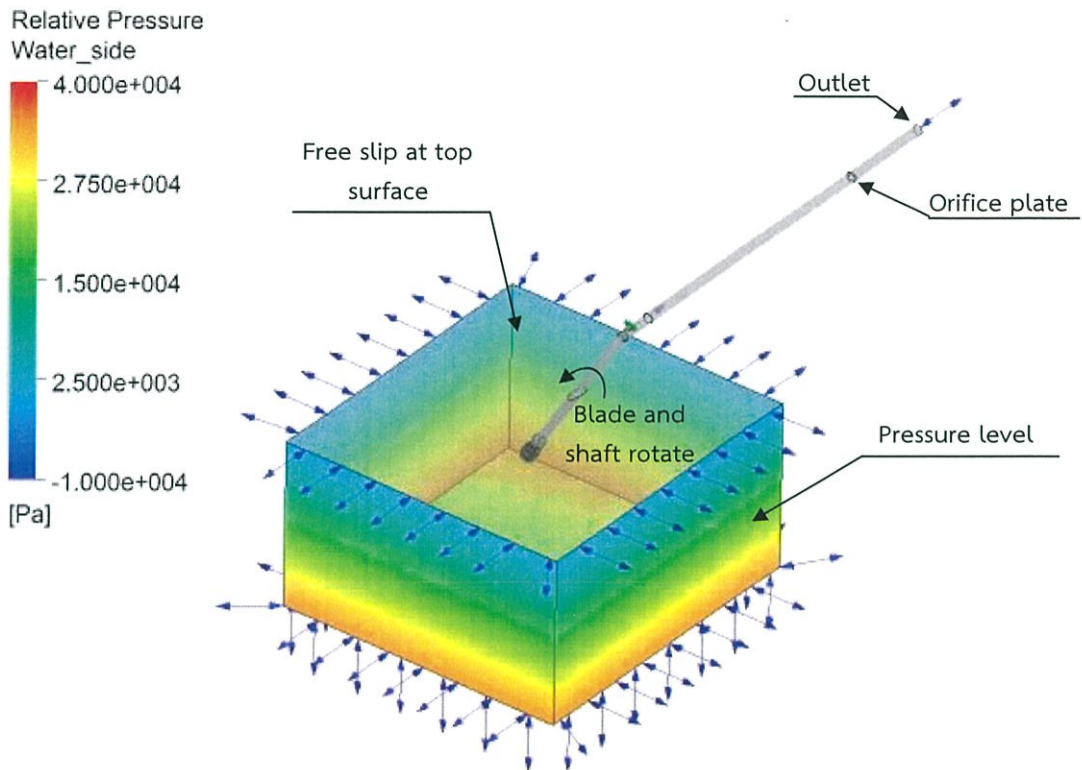 Relative Pressure
Water_side
4.000e+004
2.750e+004
1.500e+004
2.500e+003
-1.000e+004
[Pa]
Outlet
Free slip at top
surface
Orifice plate
Blade and
shaft rotate
Pressure level